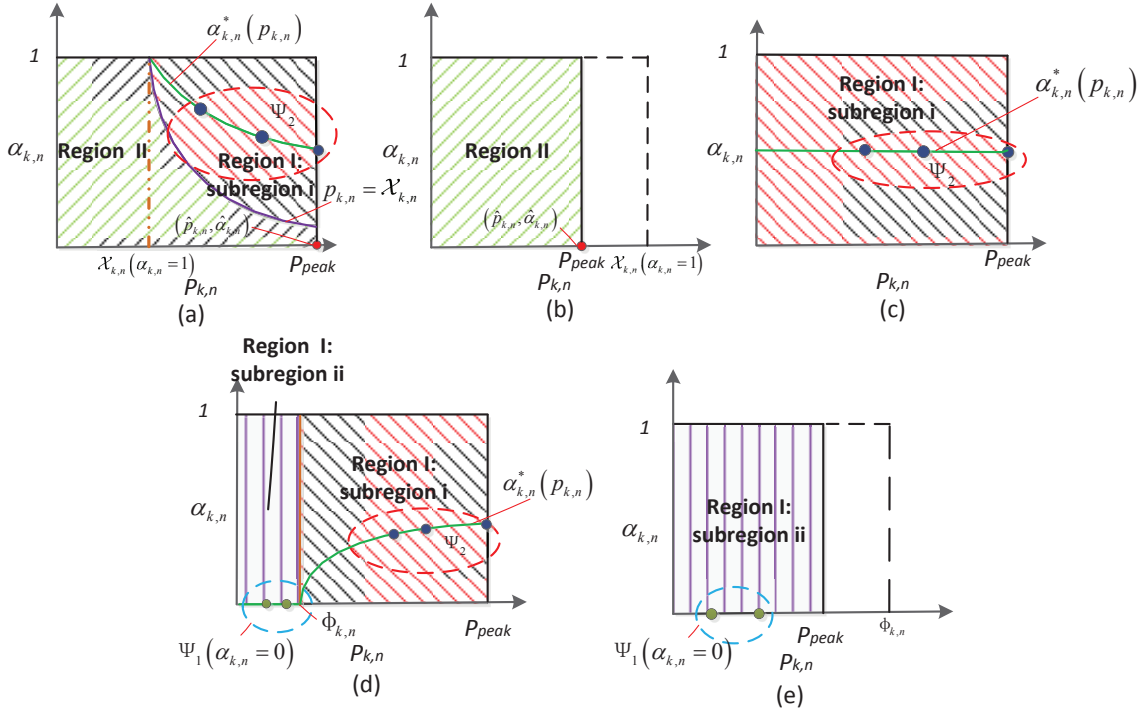 1
α*k,n(pk,n)
Ψ2
αk,n
Region II
Region I:
subregion i
pk,n = 𝒳k,n
(p̂k,n, α̂k,n)
𝒳k,n(αk,n=1)
Ppeak
Pk,n
(a)
1
αk,n
Region II
(p̂k,n, α̂k,n)
Ppeak
𝒳k,n(αk,n=1)
Pk,n
(b)
1
Region I:
subregion i
α*k,n(pk,n)
αk,n
Ψ2
Ppeak
Pk,n
(c)
Region I:
subregion ii
1
Region I:
subregion i
α*k,n(pk,n)
αk,n
Ψ2
Φk,n
Ppeak
Ψ1(αk,n=0)
Pk,n
(d)
1
αk,n
Region I:
subregion ii
Ppeak
Φk,n
Ψ1(αk,n=0)
Pk,n
(e)